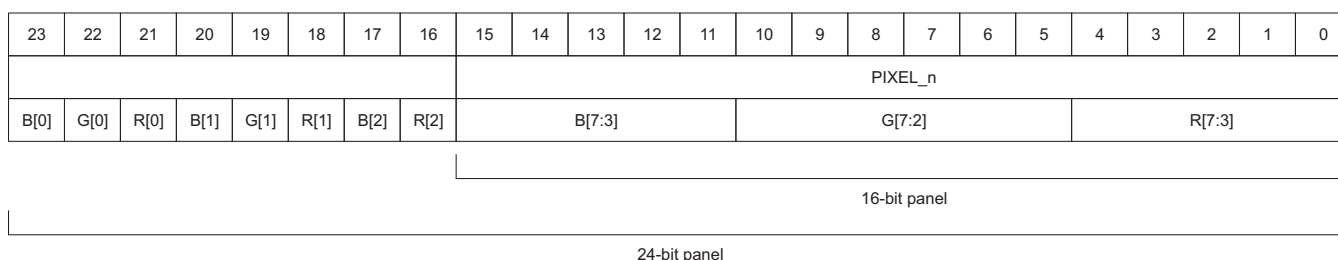 23 22 21 20 19 18 17 16 15 14 13 12 11 10 9 8 7 6 5 4 3 2 1 0
PIXEL_n
B[0] G[0] R[0] B[1] G[1] R[1] B[2] R[2] B[7:3] G[7:2] R[7:3]
16-bit panel
24-bit panel